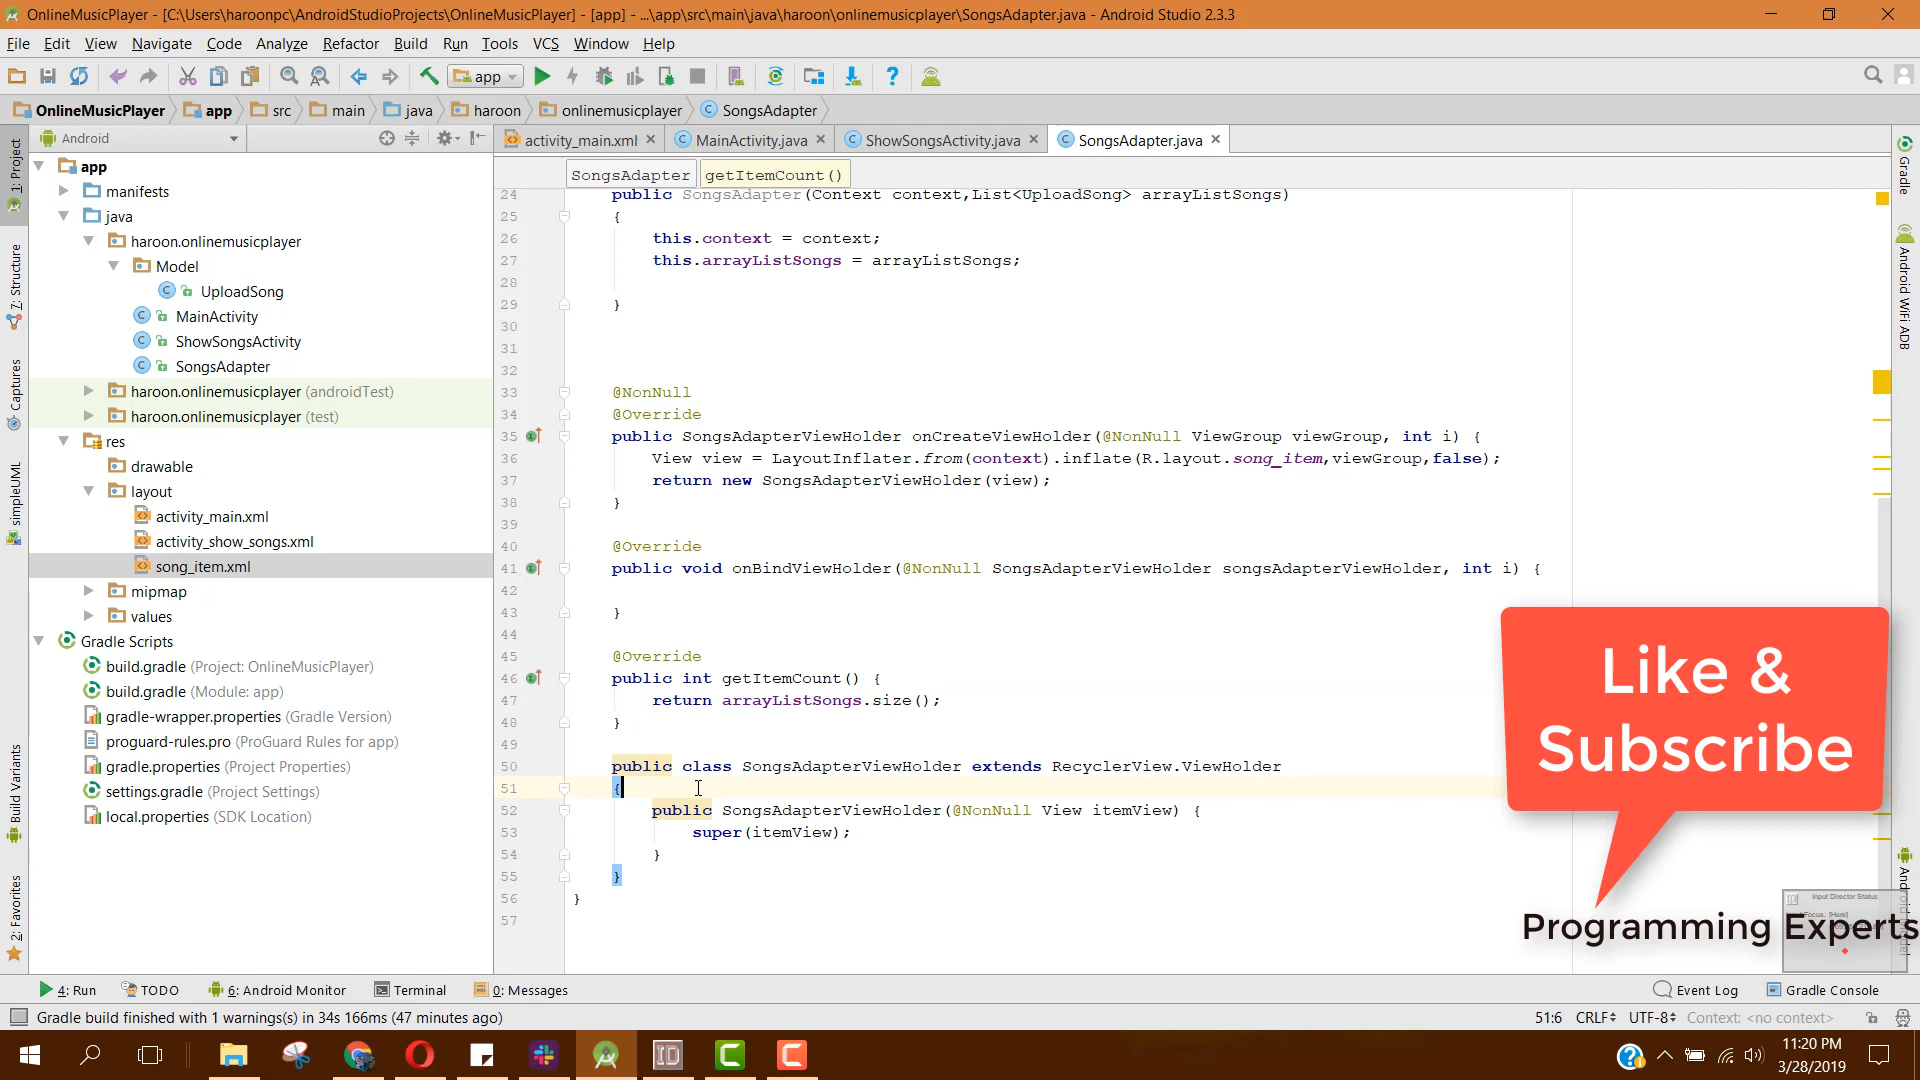 OnlineMusicPlayer - [C:\Users\haroonpc\AndroidStudioProjects\OnlineMusicPlayer] - [app] - ...\app\src\main\java\haroon\onlinemusicplayer\SongsAdapter.java - Android Studio 2.3.3
File Edit View Navigate Code Analyze Refactor Build Run Tools VCS Window Help
app
OnlineMusicPlayer app src main java haroon onlinemusicplayer SongsAdapter
Android
activity_main.xml MainActivity.java ShowSongsActivity.java SongsAdapter.java
SongsAdapter getItemCount()
1: Project
7: Structure
Captures
simpleUML
Build Variants
2: Favorites
app
manifests
java
haroon.onlinemusicplayer
Model
UploadSong
MainActivity
ShowSongsActivity
SongsAdapter
haroon.onlinemusicplayer (androidTest)
haroon.onlinemusicplayer (test)
res
drawable
layout
activity_main.xml
activity_show_songs.xml
song_item.xml
mipmap
values
Gradle Scripts
build.gradle (Project: OnlineMusicPlayer)
build.gradle (Module: app)
gradle-wrapper.properties (Gradle Version)
proguard-rules.pro (ProGuard Rules for app)
gradle.properties (Project Properties)
settings.gradle (Project Settings)
local.properties (SDK Location)
24 public SongsAdapter(Context context,List<UploadSong> arrayListSongs)
25 {
26 this.context = context;
27 this.arrayListSongs = arrayListSongs;
28
29 }
30
31
32
33 @NonNull
34 @Override
35 public SongsAdapterViewHolder onCreateViewHolder(@NonNull ViewGroup viewGroup, int i) {
36 View view = LayoutInflater.from(context).inflate(R.layout.song_item,viewGroup,false);
37 return new SongsAdapterViewHolder(view);
38 }
39
40 @Override
41 public void onBindViewHolder(@NonNull SongsAdapterViewHolder songsAdapterViewHolder, int i) {
42
43 }
44
45 @Override
46 public int getItemCount() {
47 return arrayListSongs.size();
48 }
49
50 public class SongsAdapterViewHolder extends RecyclerView.ViewHolder
51 {
52 public SongsAdapterViewHolder(@NonNull View itemView) {
53 super(itemView);
54 }
55 }
56 }
57
Gradle
Android WiFi ADB
Like &
Subscribe
Input Director Status
Programming Experts
4: Run TODO 6: Android Monitor Terminal 0: Messages Event Log Gradle Console
Gradle build finished with 1 warnings(s) in 34s 166ms (47 minutes ago) 51:6 CRLF UTF-8 Context: <no context>
11:20 PM
3/28/2019